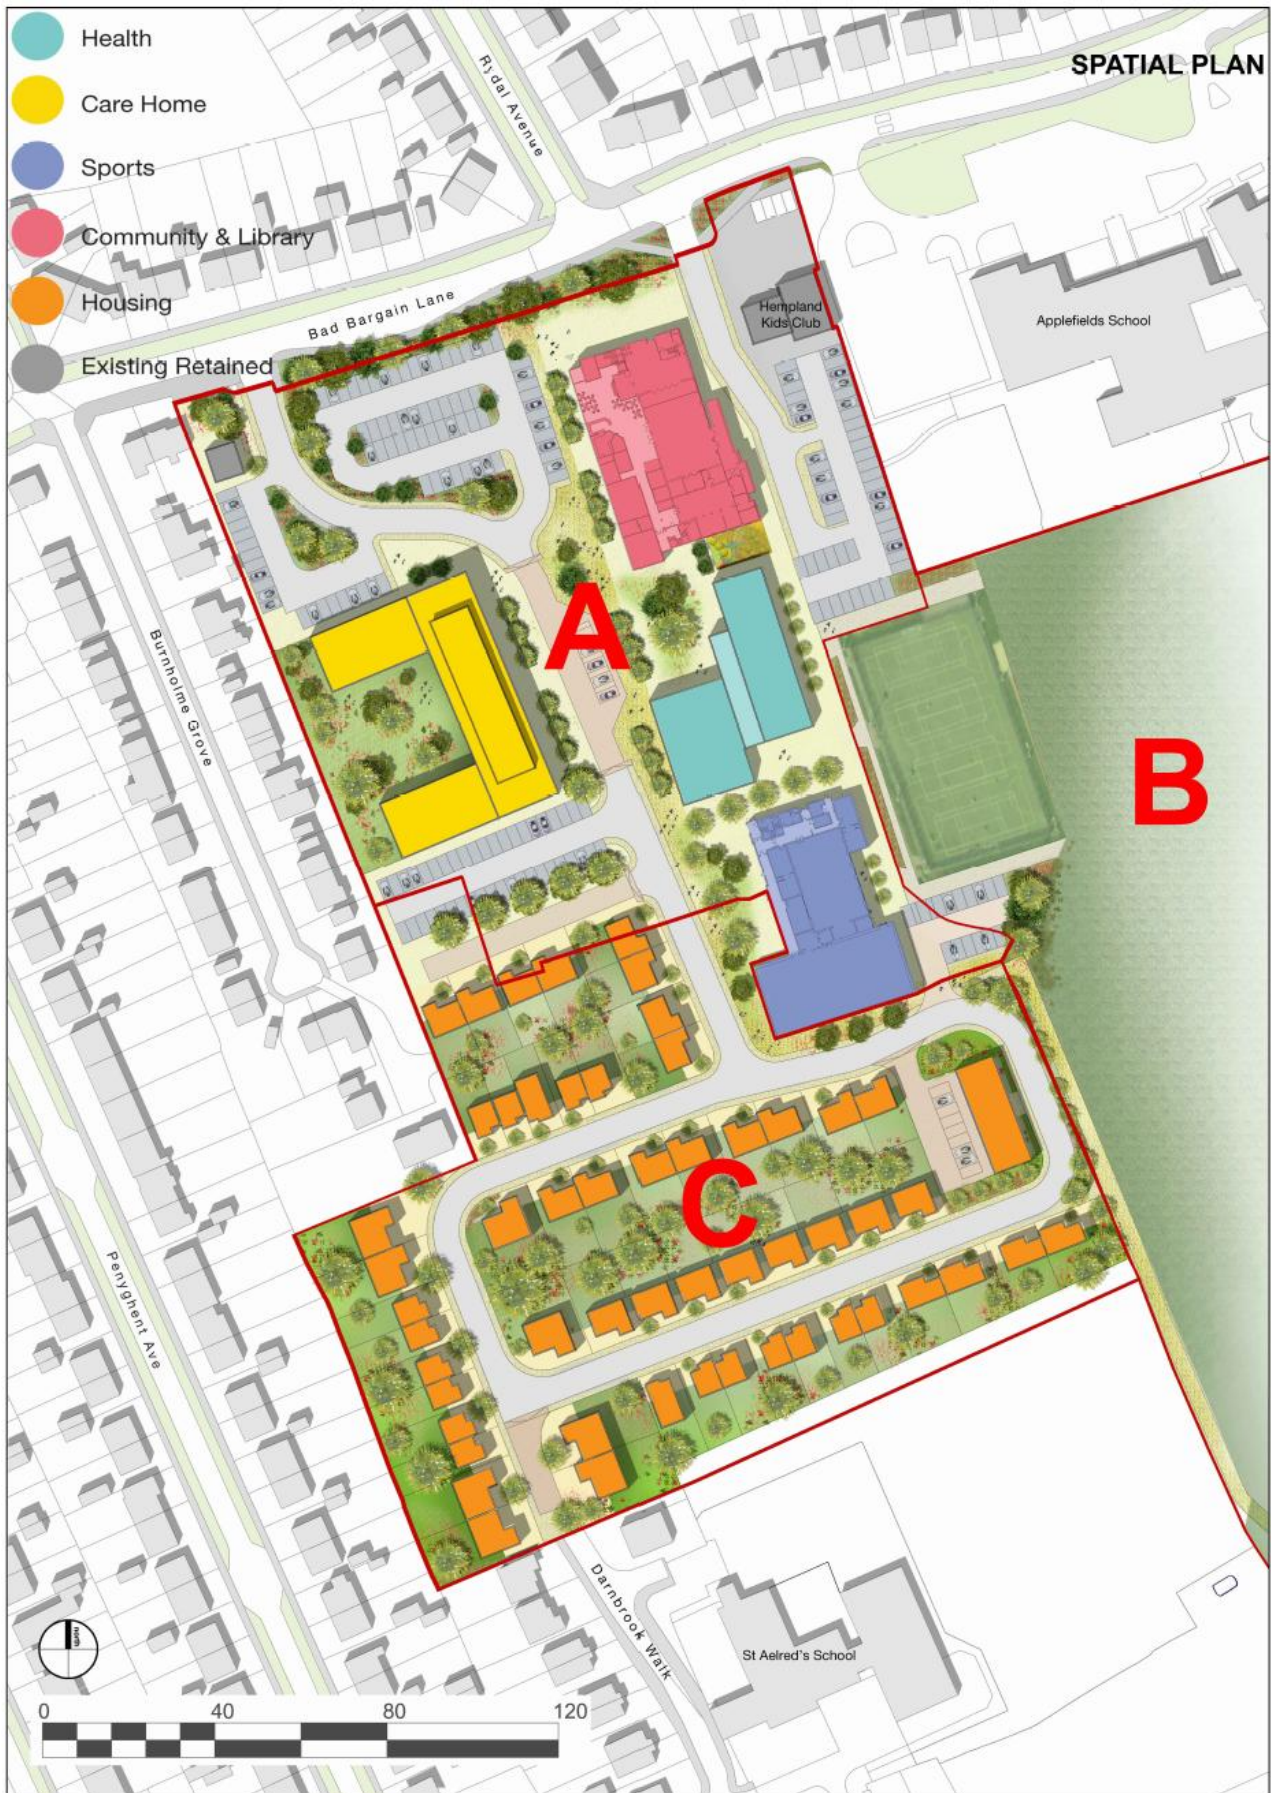 Health
SPATIAL PLAN
Care Home
Sports
Community & Library
Housing
Existing Retained
Rydal Avenue
Bad Bargain Lane
Hempland
Kids Club
Applefields School
A
Burnholme Grove
B
C
Penyghent Ave
Darnbrook Walk
St Aelred's School
north
0 40 80 120